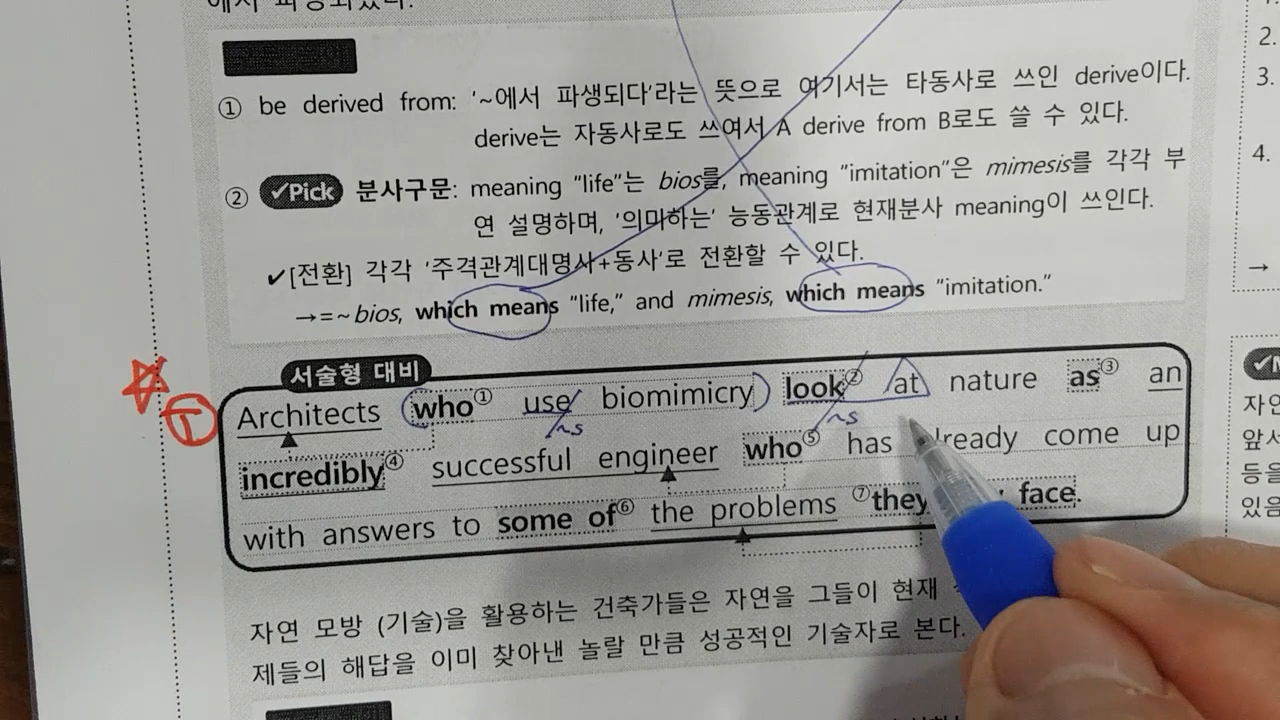 에서 파생되었다.
2.
① be derived from: '~에서 파생되다'라는 뜻으로 여기서는 타동사로 쓰인 derive이다.
3.
derive는 자동사로도 쓰여서 A derive from B로도 쓸 수 있다.
4.
② ✔Pick 분사구문: meaning "life"는 bios를, meaning "imitation"은 mimesis를 각각 부
연 설명하며, '의미하는' 능동관계로 현재분사 meaning이 쓰인다.
✔[전환] 각각 '주격관계대명사+동사'로 전환할 수 있다.
→=~ bios, which means "life," and mimesis, which means "imitation."
→
서술형 대비
Architects (who① use biomimicry) look② at nature as③ an
~s ~s
incredibly④ successful engineer who⑤ has already come up
with answers to some of⑥ the problems ⑦they face.
자연 모방 (기술)을 활용하는 건축가들은 자연을 그들이 현재
제들의 해답을 이미 찾아낸 놀랄 만큼 성공적인 기술자로 본다.
자연
앞서
등을
있음